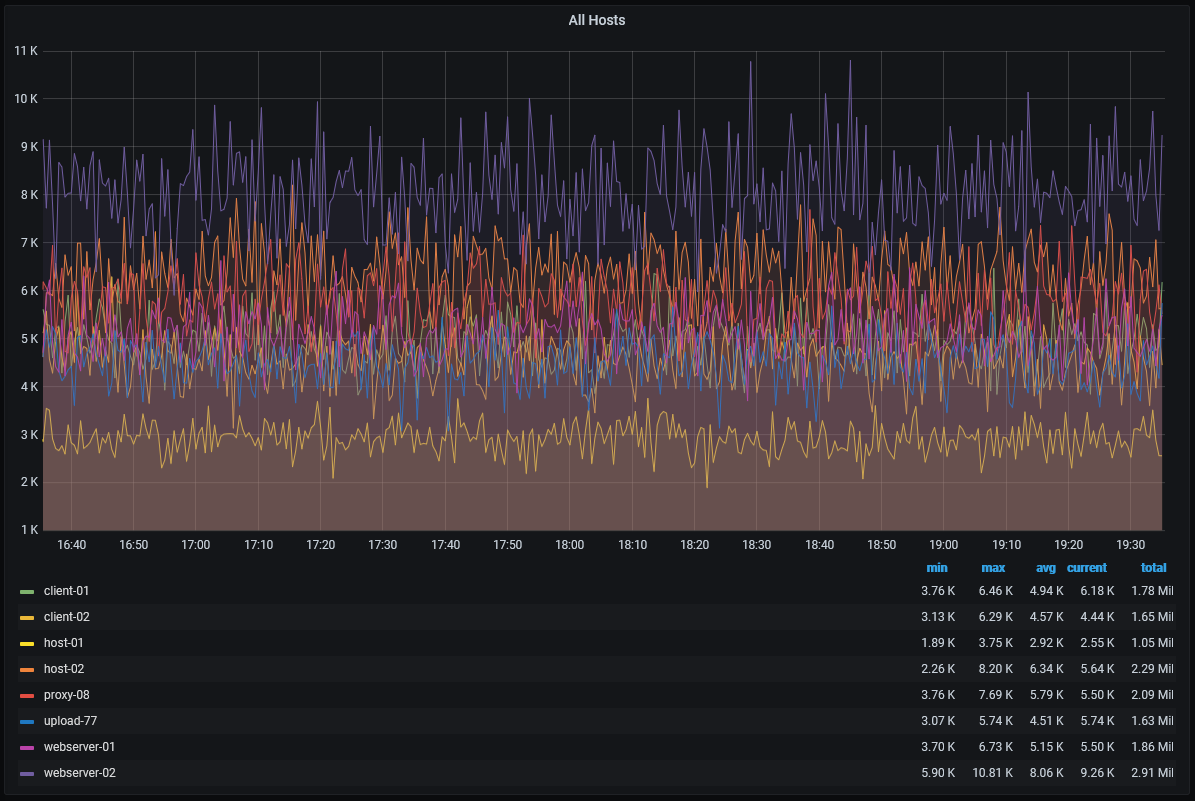 All Hosts
11 K
10 K
9 K
8 K
7 K
6 K
5 K
4 K
3 K
2 K
1 K
16:40 16:50 17:00 17:10 17:20 17:30 17:40 17:50 18:00 18:10 18:20 18:30 18:40 18:50 19:00 19:10 19:20 19:30
min max avg current total
client-01 3.76 K 6.46 K 4.94 K 6.18 K 1.78 Mil
client-02 3.13 K 6.29 K 4.57 K 4.44 K 1.65 Mil
host-01 1.89 K 3.75 K 2.92 K 2.55 K 1.05 Mil
host-02 2.26 K 8.20 K 6.34 K 5.64 K 2.29 Mil
proxy-08 3.76 K 7.69 K 5.79 K 5.50 K 2.09 Mil
upload-77 3.07 K 5.74 K 4.51 K 5.74 K 1.63 Mil
webserver-01 3.70 K 6.73 K 5.15 K 5.50 K 1.86 Mil
webserver-02 5.90 K 10.81 K 8.06 K 9.26 K 2.91 Mil